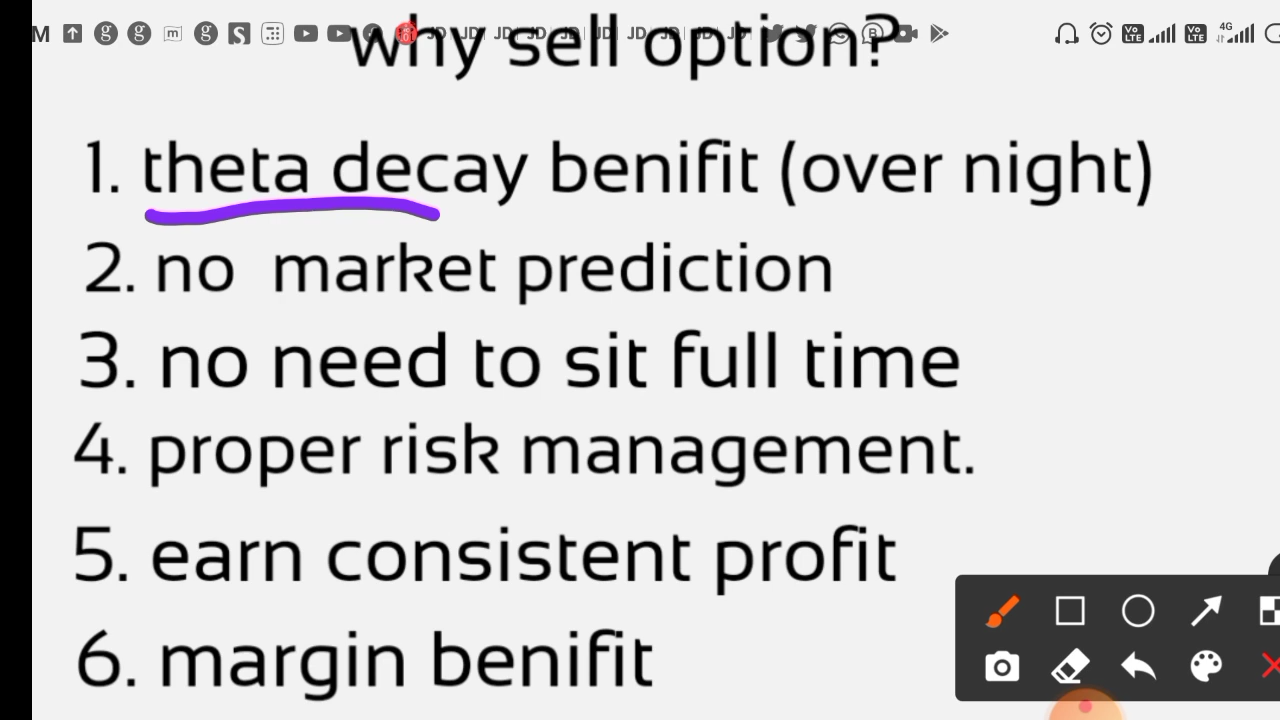 why sell option?
1. theta decay benifit (over night)
2. no market prediction
3. no need to sit full time
4. proper risk management.
5. earn consistent profit
6. margin benifit